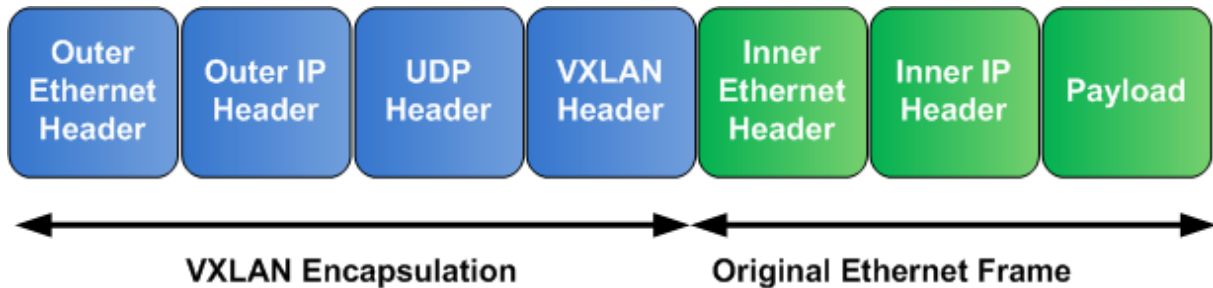 Outer
Ethernet
Header
Outer IP
Header
UDP
Header
VXLAN
Header
Inner
Ethernet
Header
Inner IP
Header
Payload
VXLAN Encapsulation
Original Ethernet Frame